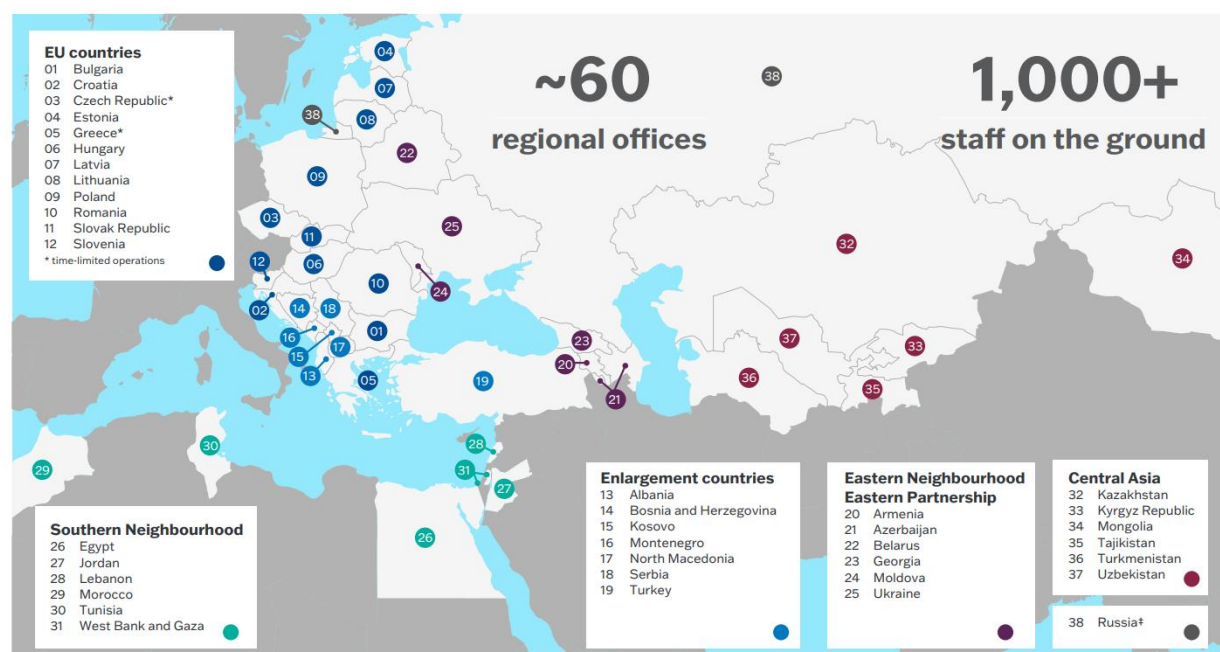 EU countries
01 Bulgaria
02 Croatia
03 Czech Republic*
04 Estonia
05 Greece*
06 Hungary
07 Latvia
08 Lithuania
09 Poland
10 Romania
11 Slovak Republic
12 Slovenia
* time-limited operations
~60
regional offices
1,000+
staff on the ground
04
38
07
38
08
22
09
03
25
11
12
06
32
34
10
24
02
14
18
16
01
23
37
33
15
17
20
13
05
19
21
36
35
30
28
29
31
27
26
Southern Neighbourhood
26 Egypt
27 Jordan
28 Lebanon
29 Morocco
30 Tunisia
31 West Bank and Gaza
Enlargement countries
13 Albania
14 Bosnia and Herzegovina
15 Kosovo
16 Montenegro
17 North Macedonia
18 Serbia
19 Turkey
Eastern Neighbourhood
Eastern Partnership
20 Armenia
21 Azerbaijan
22 Belarus
23 Georgia
24 Moldova
25 Ukraine
Central Asia
32 Kazakhstan
33 Kyrgyz Republic
34 Mongolia
35 Tajikistan
36 Turkmenistan
37 Uzbekistan
38 Russia‡